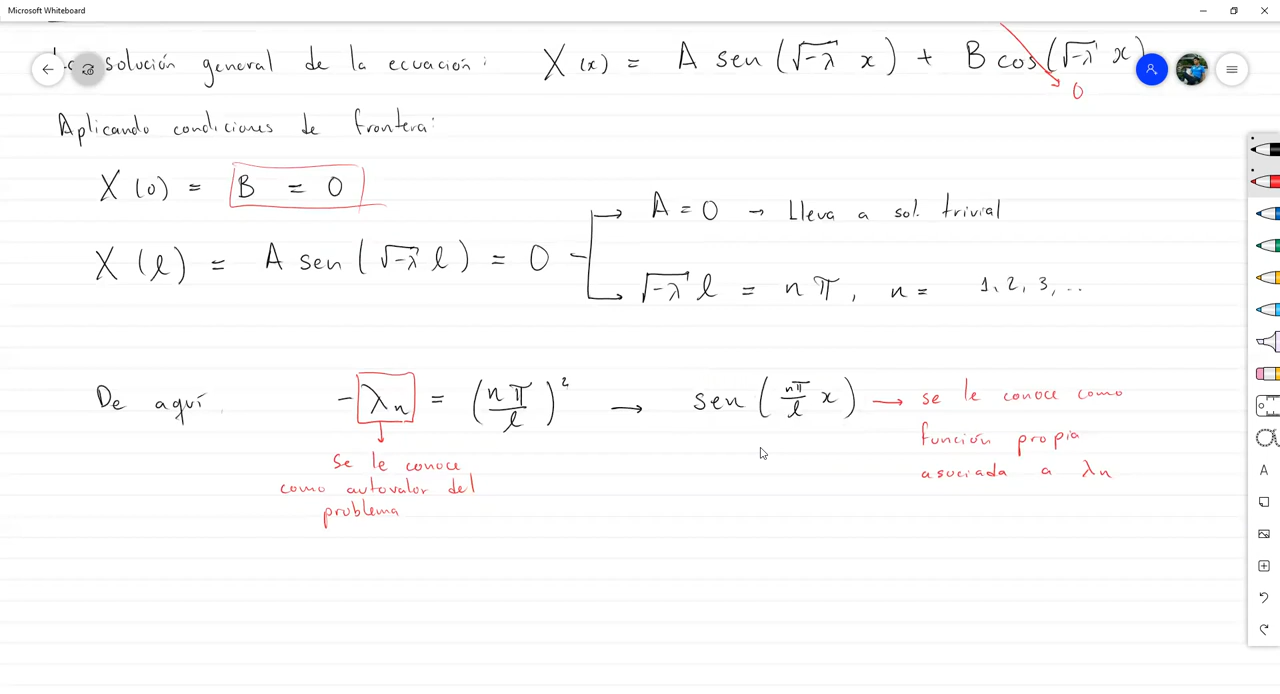 Microsoft Whiteboard
solución general de la ecuación: X(x) = A sen(√-λ x) + B cos(√-λ x)
0
Aplicando condiciones de frontera:
X(0) = B = 0
A = 0 → Lleva a sol. trivial
X(l) = A sen(√-λ l) = 0
√-λ l = nπ, n = 1, 2, 3, ...
De aquí -λn = (nπ/l)² → sen(nπ/l x) → se le conoce como
función propia
asociada a λn
Se le conoce
como autovalor del
problema
A